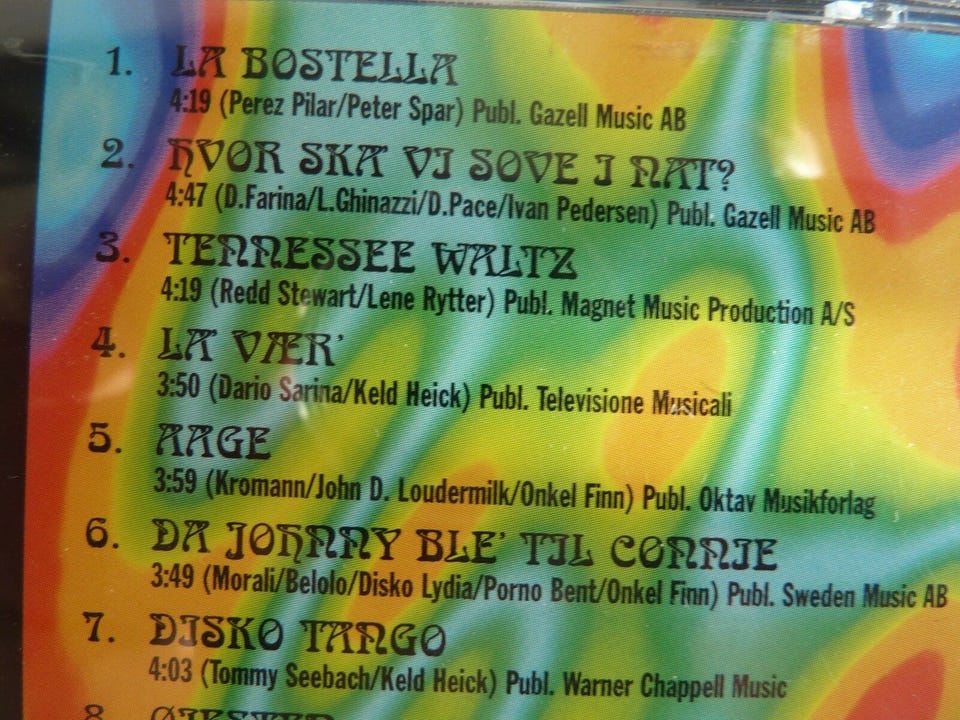 1. LA BOSTELLA
4:19 (Perez Pilar/Peter Spar) Publ. Gazell Music AB
2. HVOR SKA' VI SOVE I NAT?
4:47 (D.Farina/L.Ghinazzi/D.Pace/Ivan Pedersen) Publ. Gazell Music AB
3. TENNESSEE WALTZ
4:19 (Redd Stewart/Lene Rytter) Publ. Magnet Music Production A/S
4. LA' VÆR'
3:50 (Dario Sarina/Keld Heick) Publ. Televisione Musicali
5. AAGE
3:59 (Kromann/John D. Loudermilk/Onkel Finn) Publ. Oktav Musikforlag
6. DA JOHNNY BLE' TIL CONNIE
3:49 (Morali/Belolo/Disko Lydia/Porno Bent/Onkel Finn) Publ. Sweden Music AB
7. DISKO TANGO
4:03 (Tommy Seebach/Keld Heick) Publ. Warner Chappell Music
8.